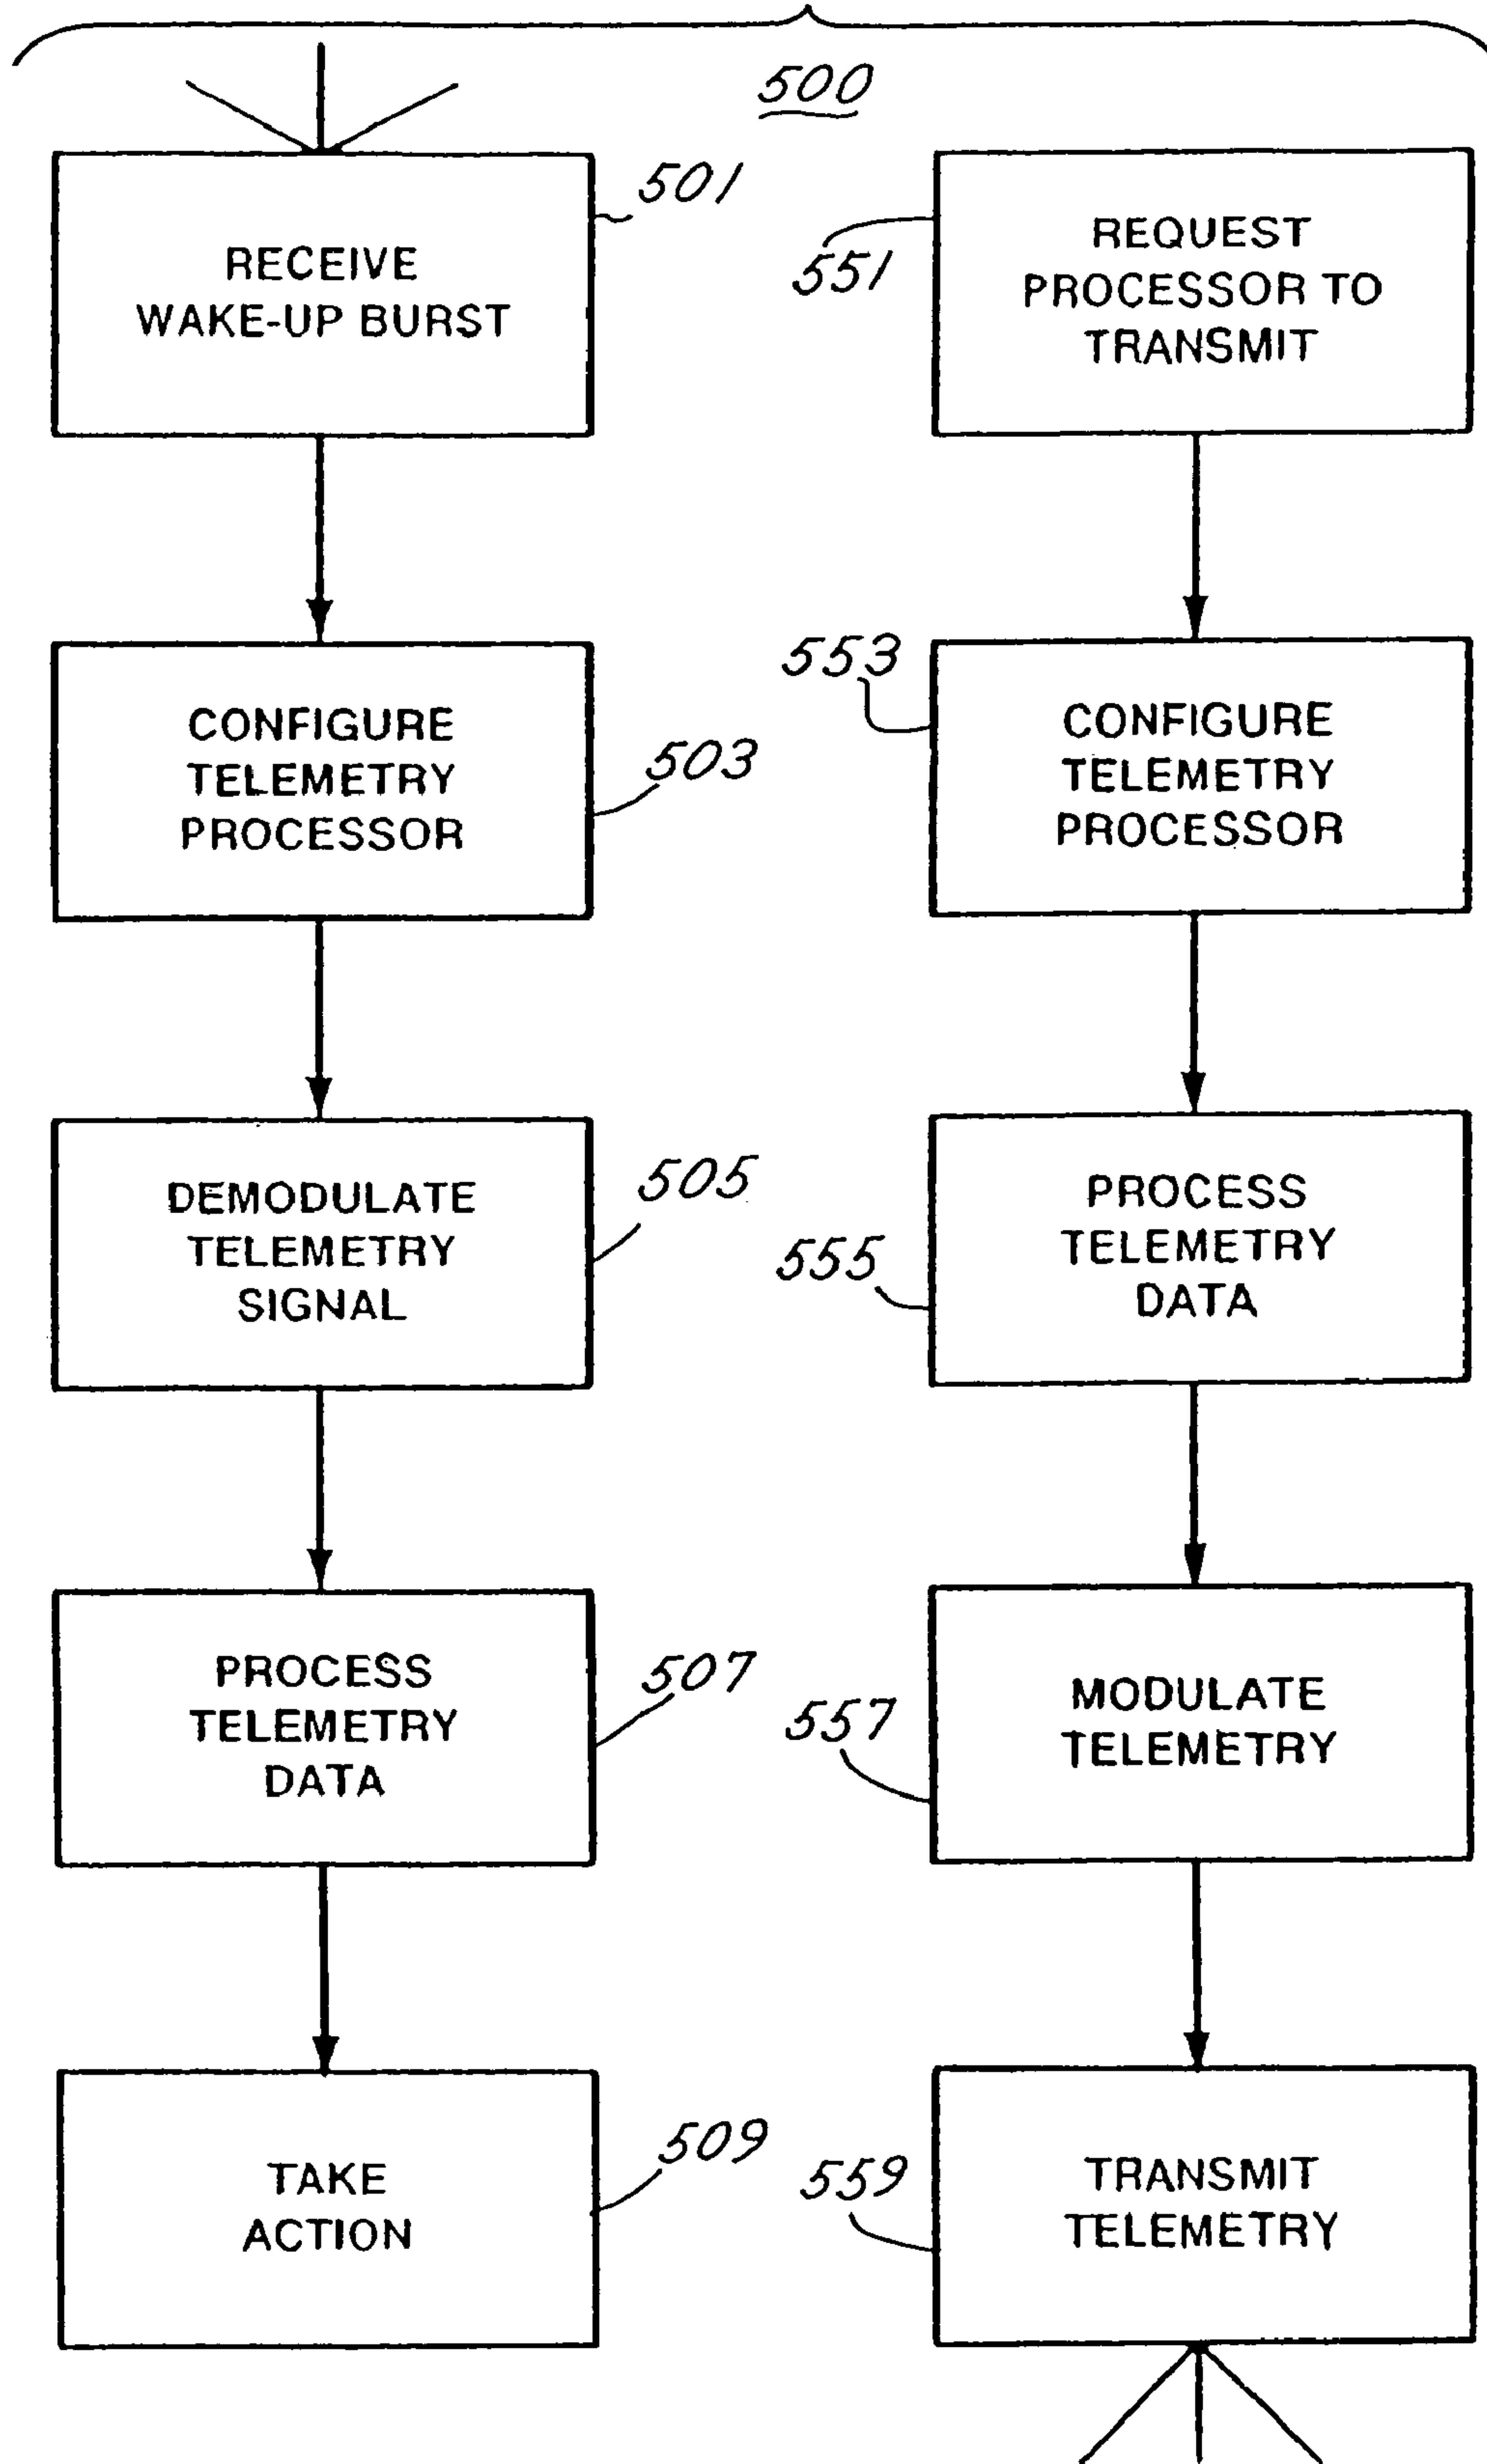 500
501
RECEIVE
WAKE-UP BURST
503
CONFIGURE
TELEMETRY
PROCESSOR
505
DEMODULATE
TELEMETRY
SIGNAL
507
PROCESS
TELEMETRY
DATA
509
TAKE
ACTION
551
REQUEST
PROCESSOR TO
TRANSMIT
553
CONFIGURE
TELEMETRY
PROCESSOR
555
PROCESS
TELEMETRY
DATA
557
MODULATE
TELEMETRY
559
TRANSMIT
TELEMETRY